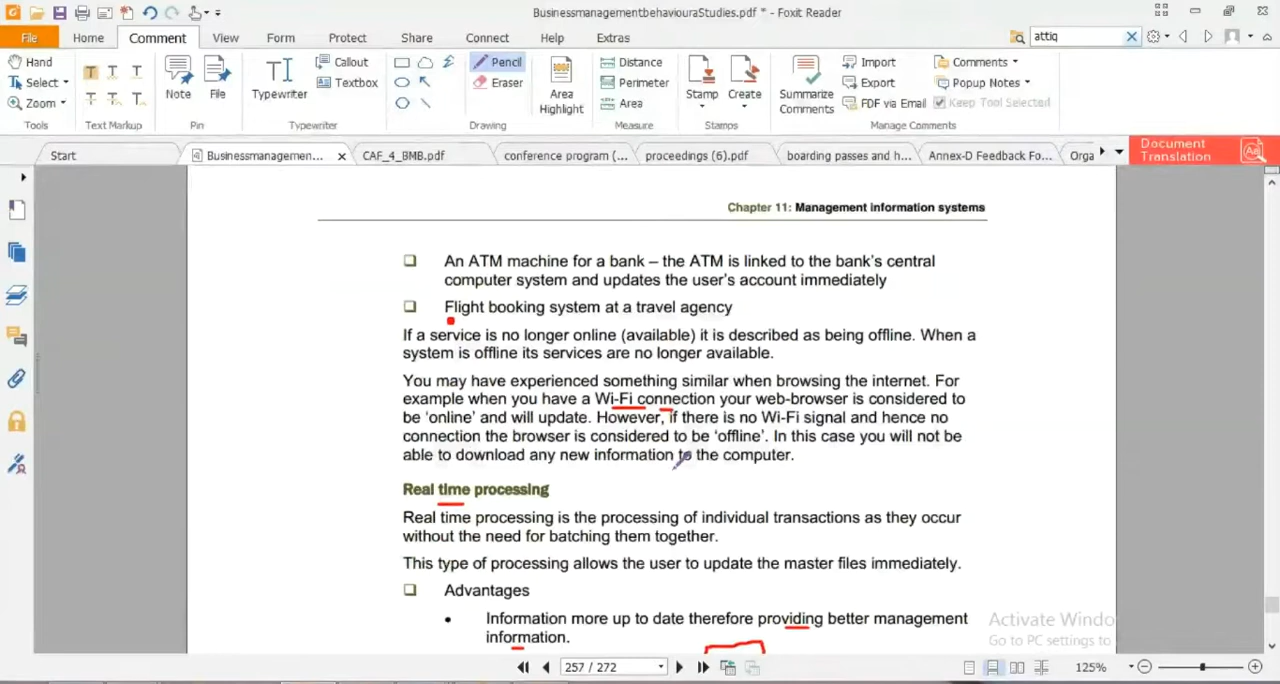 BusinessmanagementbehaviouraStudies.pdf * - Foxit Reader
attiq
File Home Comment View Form Protect Share Connect Help Extras
Hand
Select
Zoom
Tools
T T T
T T T
Text Markup
Note
File
Pin
Typewriter
Callout
Textbox
Typewriter
Pencil
Eraser
Drawing
Area Highlight
Distance
Perimeter
Area
Measure
Stamp
Create
Stamps
Summarize Comments
Import
Export
FDF via Email
Comments
Popup Notes
Keep Tool Selected
Manage Comments
Start
Businessmanagemen...
CAF_4_BMB.pdf
conference program (...
proceedings (6).pdf
boarding passes and h...
Annex-D Feedback Fo...
Orga
Document Translation
Chapter 11: Management information systems
❑ An ATM machine for a bank – the ATM is linked to the bank's central
computer system and updates the user's account immediately
❑ Flight booking system at a travel agency
If a service is no longer online (available) it is described as being offline. When a
system is offline its services are no longer available.
You may have experienced something similar when browsing the internet. For
example when you have a Wi-Fi connection your web-browser is considered to
be 'online' and will update. However, if there is no Wi-Fi signal and hence no
connection the browser is considered to be 'offline'. In this case you will not be
able to download any new information to the computer.
Real time processing
Real time processing is the processing of individual transactions as they occur
without the need for batching them together.
This type of processing allows the user to update the master files immediately.
❑ Advantages
• Information more up to date therefore providing better management
information.
Activate Windo
Go to PC settings to
257 / 272
125%